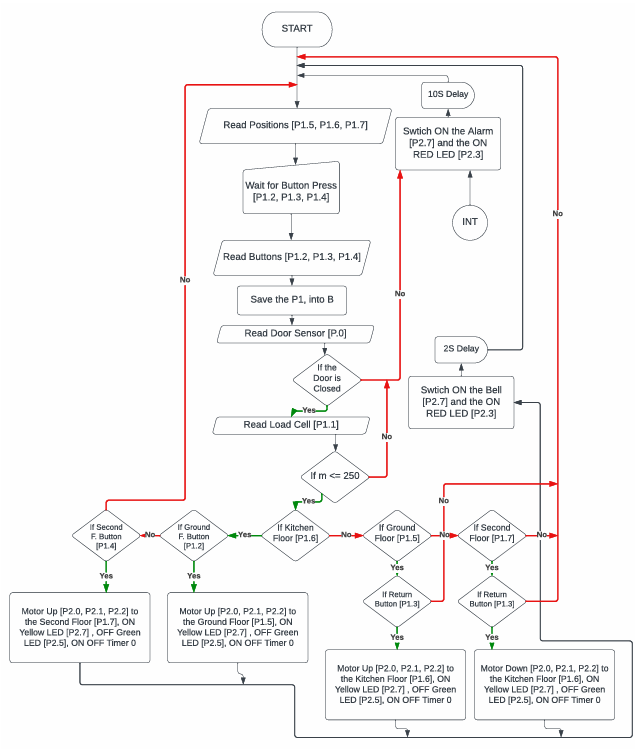 START
10S Delay
Read Positions [P1.5, P1.6, P1.7]
Swtich ON the Alarm
[P2.7] and the ON
RED LED [P2.3]
Wait for Button Press
[P1.2, P1.3, P1.4]
INT
No
Read Buttons [P1.2, P1.3, P1.4]
No
No
Save the P1, into B
Read Door Sensor [P.0]
2S Delay
If the
Door is
Closed
Swtich ON the Bell
[P2.7] and the ON
RED LED [P2.3]
Yes
Read Load Cell [P1.1]
No
If m <= 250
Yes
No
If Second
F. Button
[P1.4]
No
If Ground
F. Button
[P1.2]
Yes
If Kitchen
Floor [P1.6]
No
If Ground
Floor [P1.5]
No
If Second
Floor [P1.7]
No
Yes
Yes
Yes
Yes
If Return
Button [P1.3]
If Return
Button [P1.3]
Motor Up [P2.0, P2.1, P2.2] to
the Second Floor [P1.7], ON
Yellow LED [P2.7] , OFF Green
LED [P2.5], ON OFF Timer 0
Motor Up [P2.0, P2.1, P2.2] to
the Ground Floor [P1.5], ON
Yellow LED [P2.7] , OFF Green
LED [P2.5], ON OFF Timer 0
Yes
Yes
Motor Up [P2.0, P2.1, P2.2] to
the Kitchen Floor [P1.6], ON
Yellow LED [P2.7] , OFF Green
LED [P2.5], ON OFF Timer 0
Motor Down [P2.0, P2.1, P2.2] to
the Kitchen Floor [P1.6], ON
Yellow LED [P2.7] , OFF Green
LED [P2.5], ON OFF Timer 0